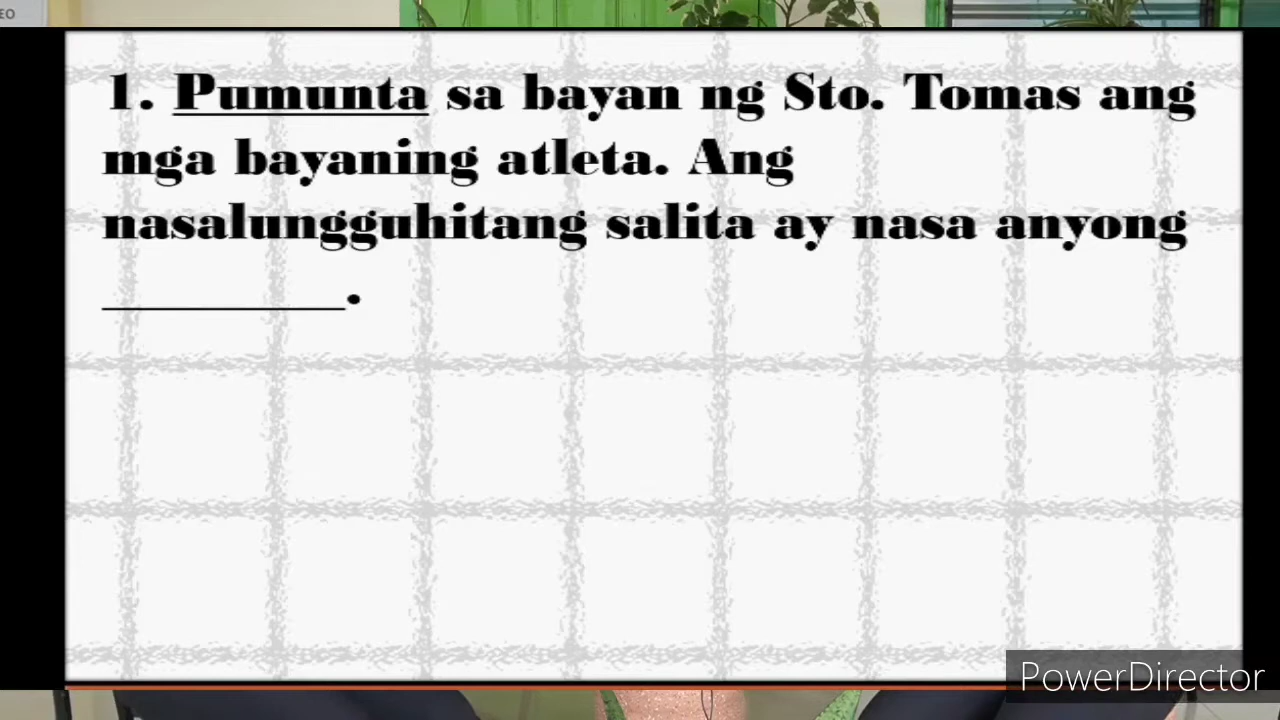 EO
1. Pumunta sa bayan ng Sto. Tomas ang
mga bayaning atleta. Ang
nasalungguhitang salita ay nasa anyong
__________.
PowerDirector